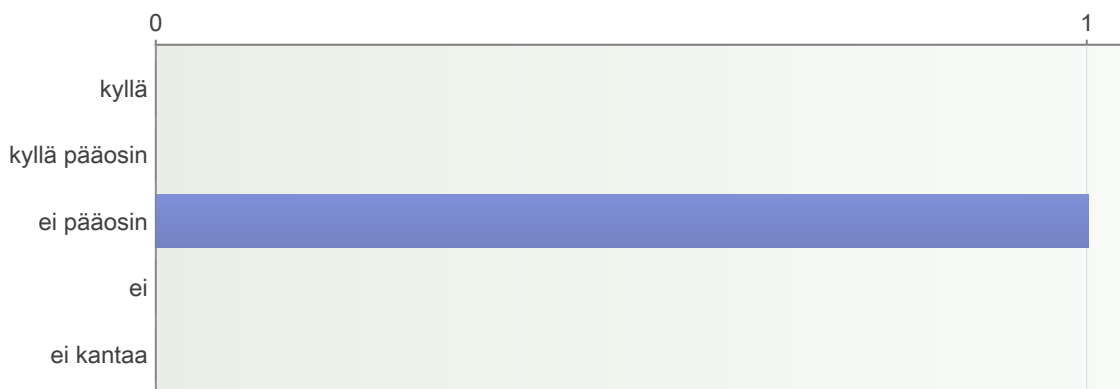 0 1
kyllä
kyllä pääosin
ei pääosin
ei
ei kantaa